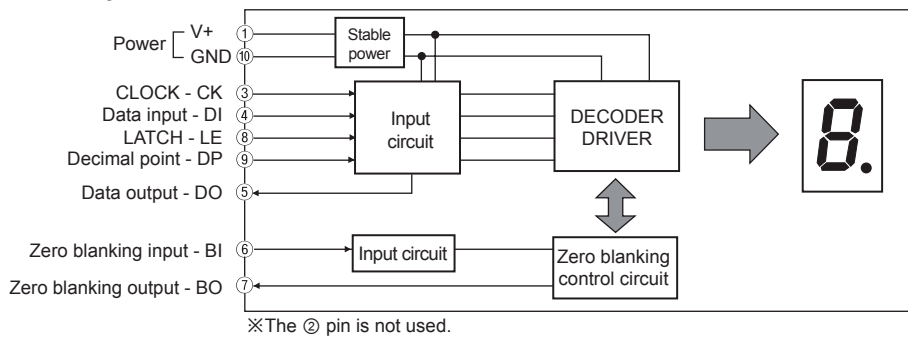 Power
V+
①
GND
⑩
Stable
power
CLOCK - CK
③
Data input - DI
④
LATCH - LE
⑧
Decimal point - DP
⑨
Data output - DO
⑤
Input
circuit
DECODER
DRIVER
8.
Zero blanking input - BI
⑥
Input circuit
Zero blanking output - BO
⑦
Zero blanking
control circuit
※The ② pin is not used.